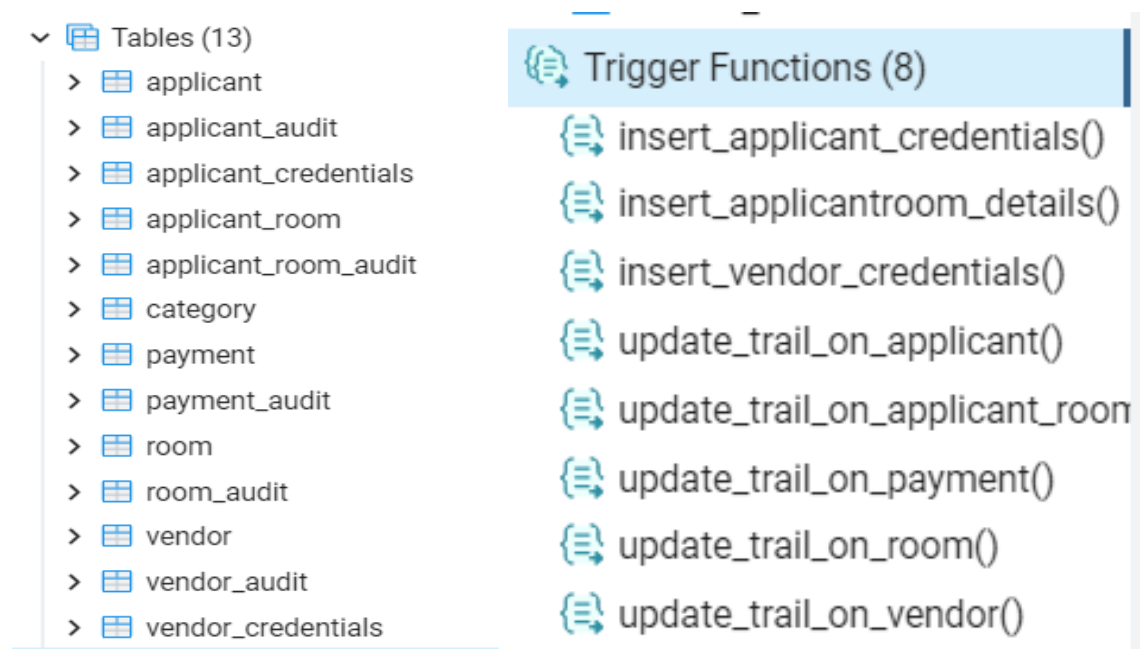 Tables (13)
applicant
applicant_audit
applicant_credentials
applicant_room
applicant_room_audit
category
payment
payment_audit
room
room_audit
vendor
vendor_audit
vendor_credentials
Trigger Functions (8)
insert_applicant_credentials()
insert_applicantroom_details()
insert_vendor_credentials()
update_trail_on_applicant()
update_trail_on_applicant_room
update_trail_on_payment()
update_trail_on_room()
update_trail_on_vendor()